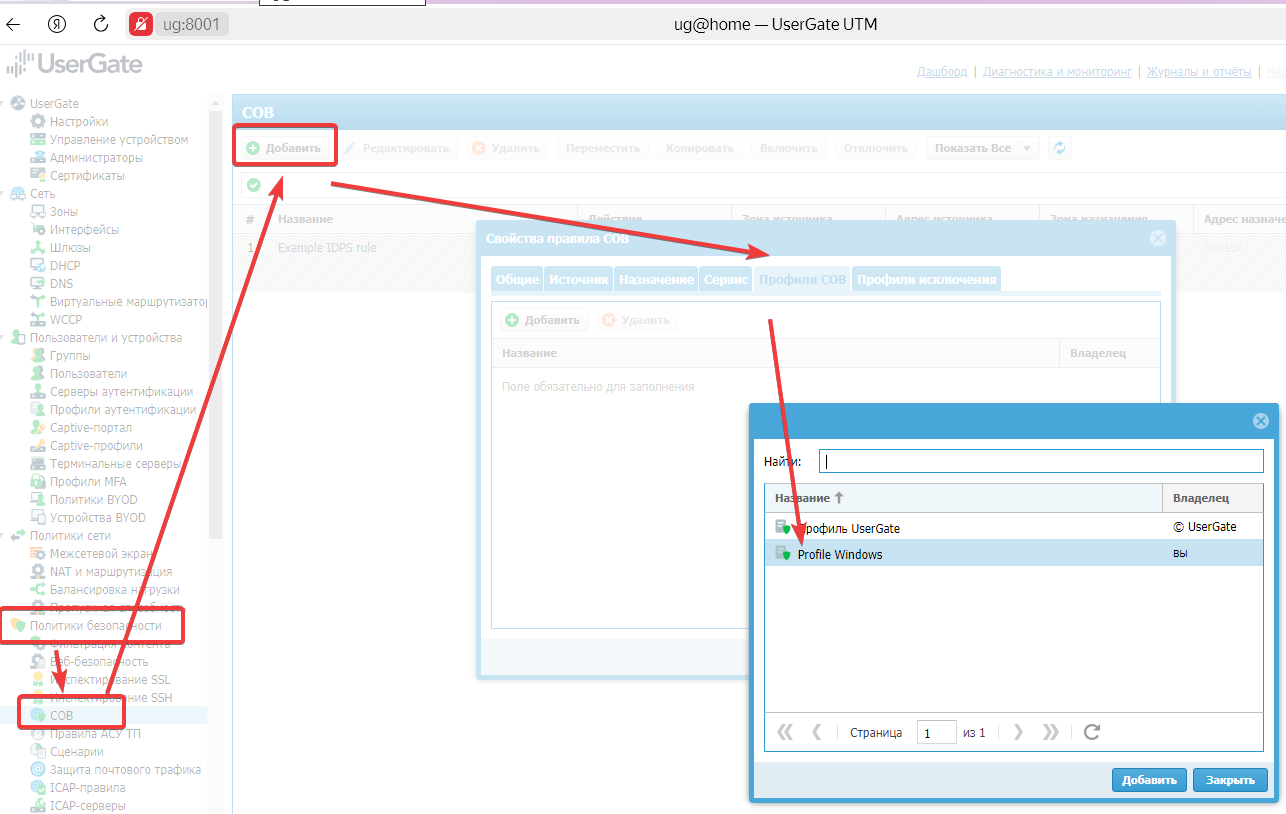 ug:8001
ug@home — UserGate UTM
UserGate
Дашборд | Диагностика и мониторинг | Журналы и отчёты |
UserGate
Настройки
Управление устройством
Администраторы
Сертификаты
Сеть
Зоны
Интерфейсы
Шлюзы
DHCP
DNS
Виртуальные маршрутизатор
WCCP
Пользователи и устройства
Группы
Пользователи
Серверы аутентификации
Профили аутентификации
Captive-портал
Captive-профили
Терминальные серверы
Профили MFA
Политики BYOD
Устройства BYOD
Политики сети
Межсетевой экран
NAT и маршрутизация
Балансировка нагрузки
Пропускная способность
Политики безопасности
Фильтрация контента
Веб-безопасность
Инспектирование SSL
Инспектирование SSH
СОВ
Правила АСУ ТП
Сценарии
Защита почтового трафика
ICAP-правила
ICAP-серверы
СОВ
Добавить Редактировать Удалить Переместить Копировать Включить Отключить Показать Все
# Название Действие Зона источника Адрес источника Зона назначения Адрес назначе
1 Example IDPS rule
Свойства правила СОВ
Общие Источник Назначение Сервис Профили СОВ Профили исключения
Добавить Удалить
Название Владелец
Поле обязательно для заполнения
Найти:
Название Владелец
Профиль UserGate © UserGate
Profile Windows вы
Страница 1 из 1
Добавить Закрыть